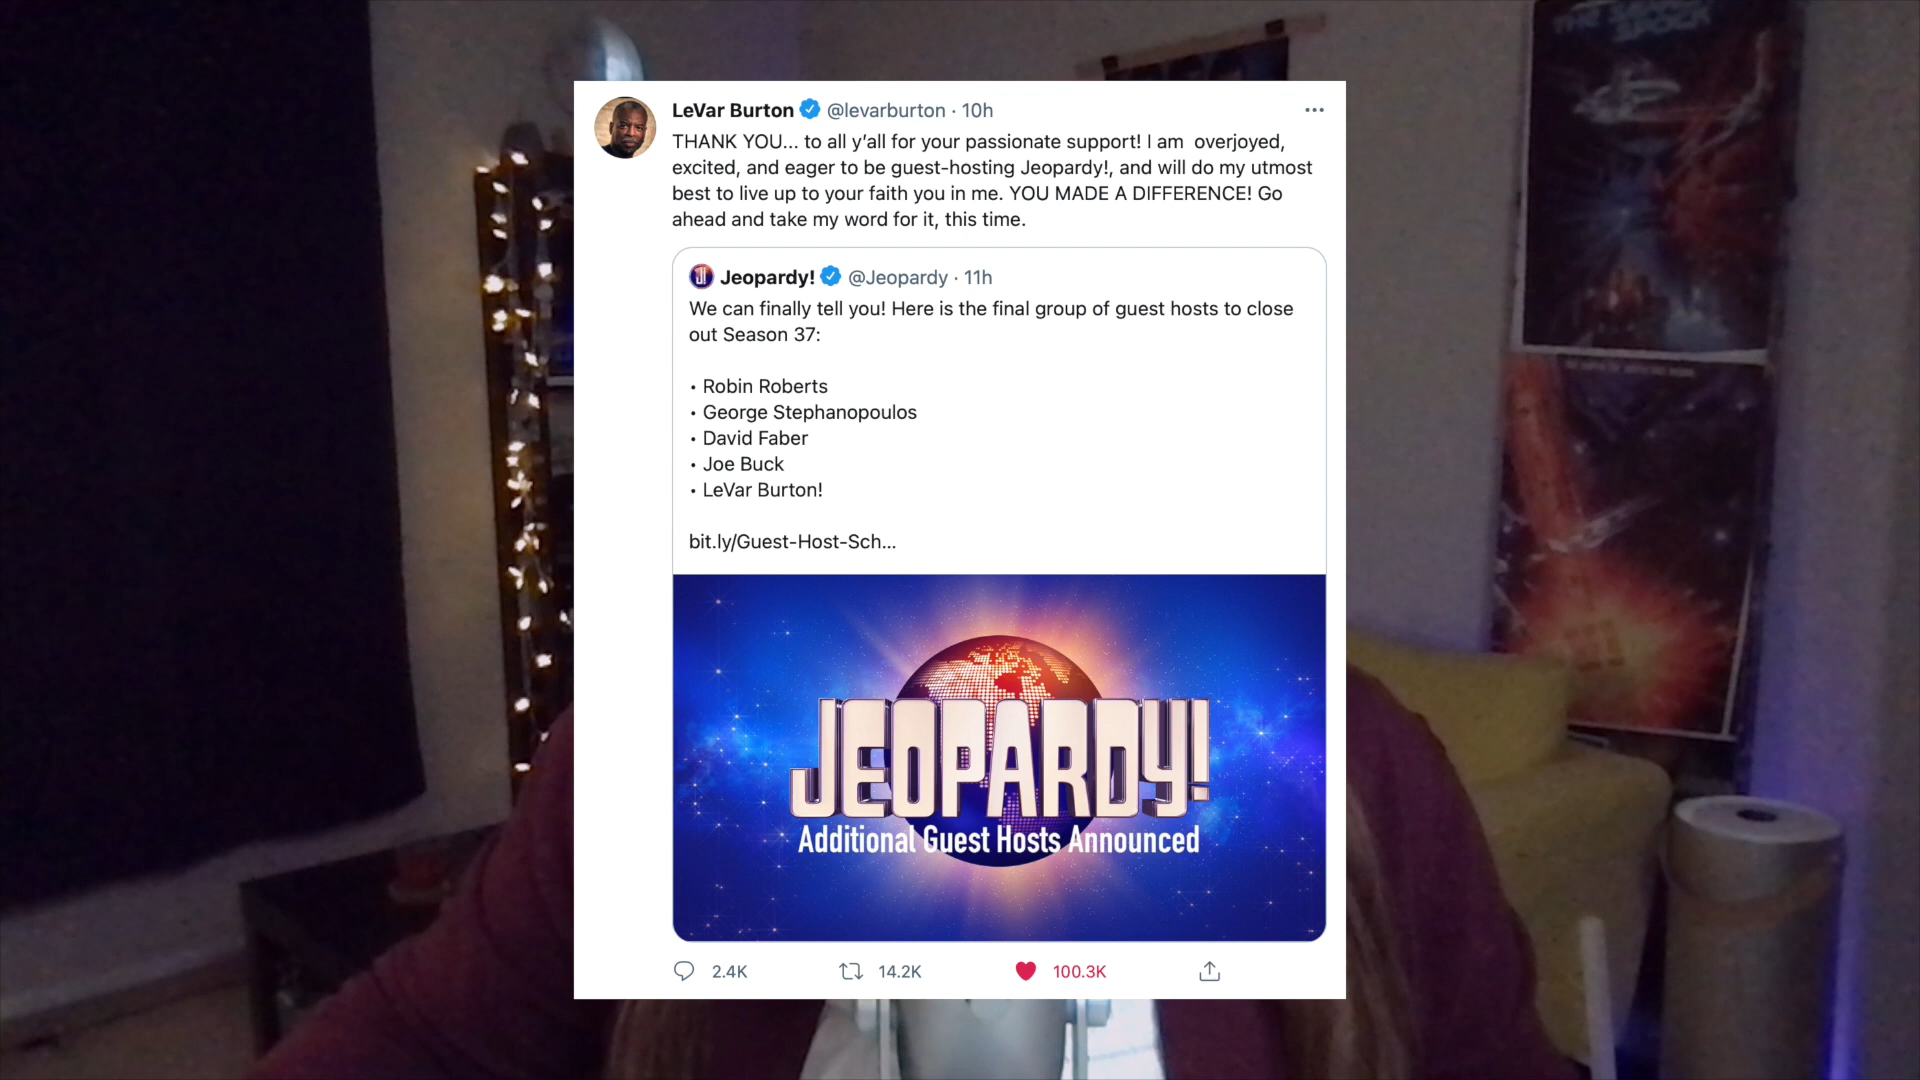 LeVar Burton @levarburton · 10h
THANK YOU... to all y’all for your passionate support! I am overjoyed,
excited, and eager to be guest-hosting Jeopardy!, and will do my utmost
best to live up to your faith you in me. YOU MADE A DIFFERENCE! Go
ahead and take my word for it, this time.
Jeopardy! @Jeopardy · 11h
We can finally tell you! Here is the final group of guest hosts to close
out Season 37:
• Robin Roberts
• George Stephanopoulos
• David Faber
• Joe Buck
• LeVar Burton!
bit.ly/Guest-Host-Sch...
JEOPARDY!
Additional Guest Hosts Announced
2.4K 14.2K 100.3K